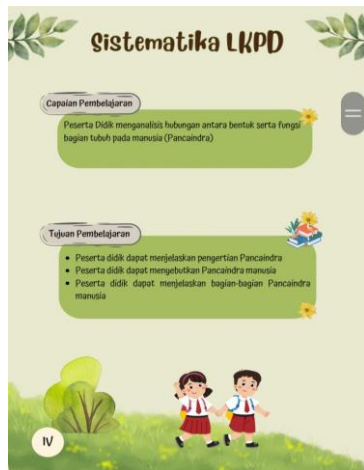 Sistematika LKPD
Capaian Pembelajaran
Peserta Didik menganalisis hubungan antara bentuk serta fungsi
bagian tubuh pada manusia (Pancaindra)
Tujuan Pembelajaran
• Peserta didik dapat menjelaskan pengertian Pancaindra
• Peserta didik dapat mengebutkan Pancaindra manusia
• Peserta didik dapat menjelaskan bagian-bagian Pancaindra
manusia
IV